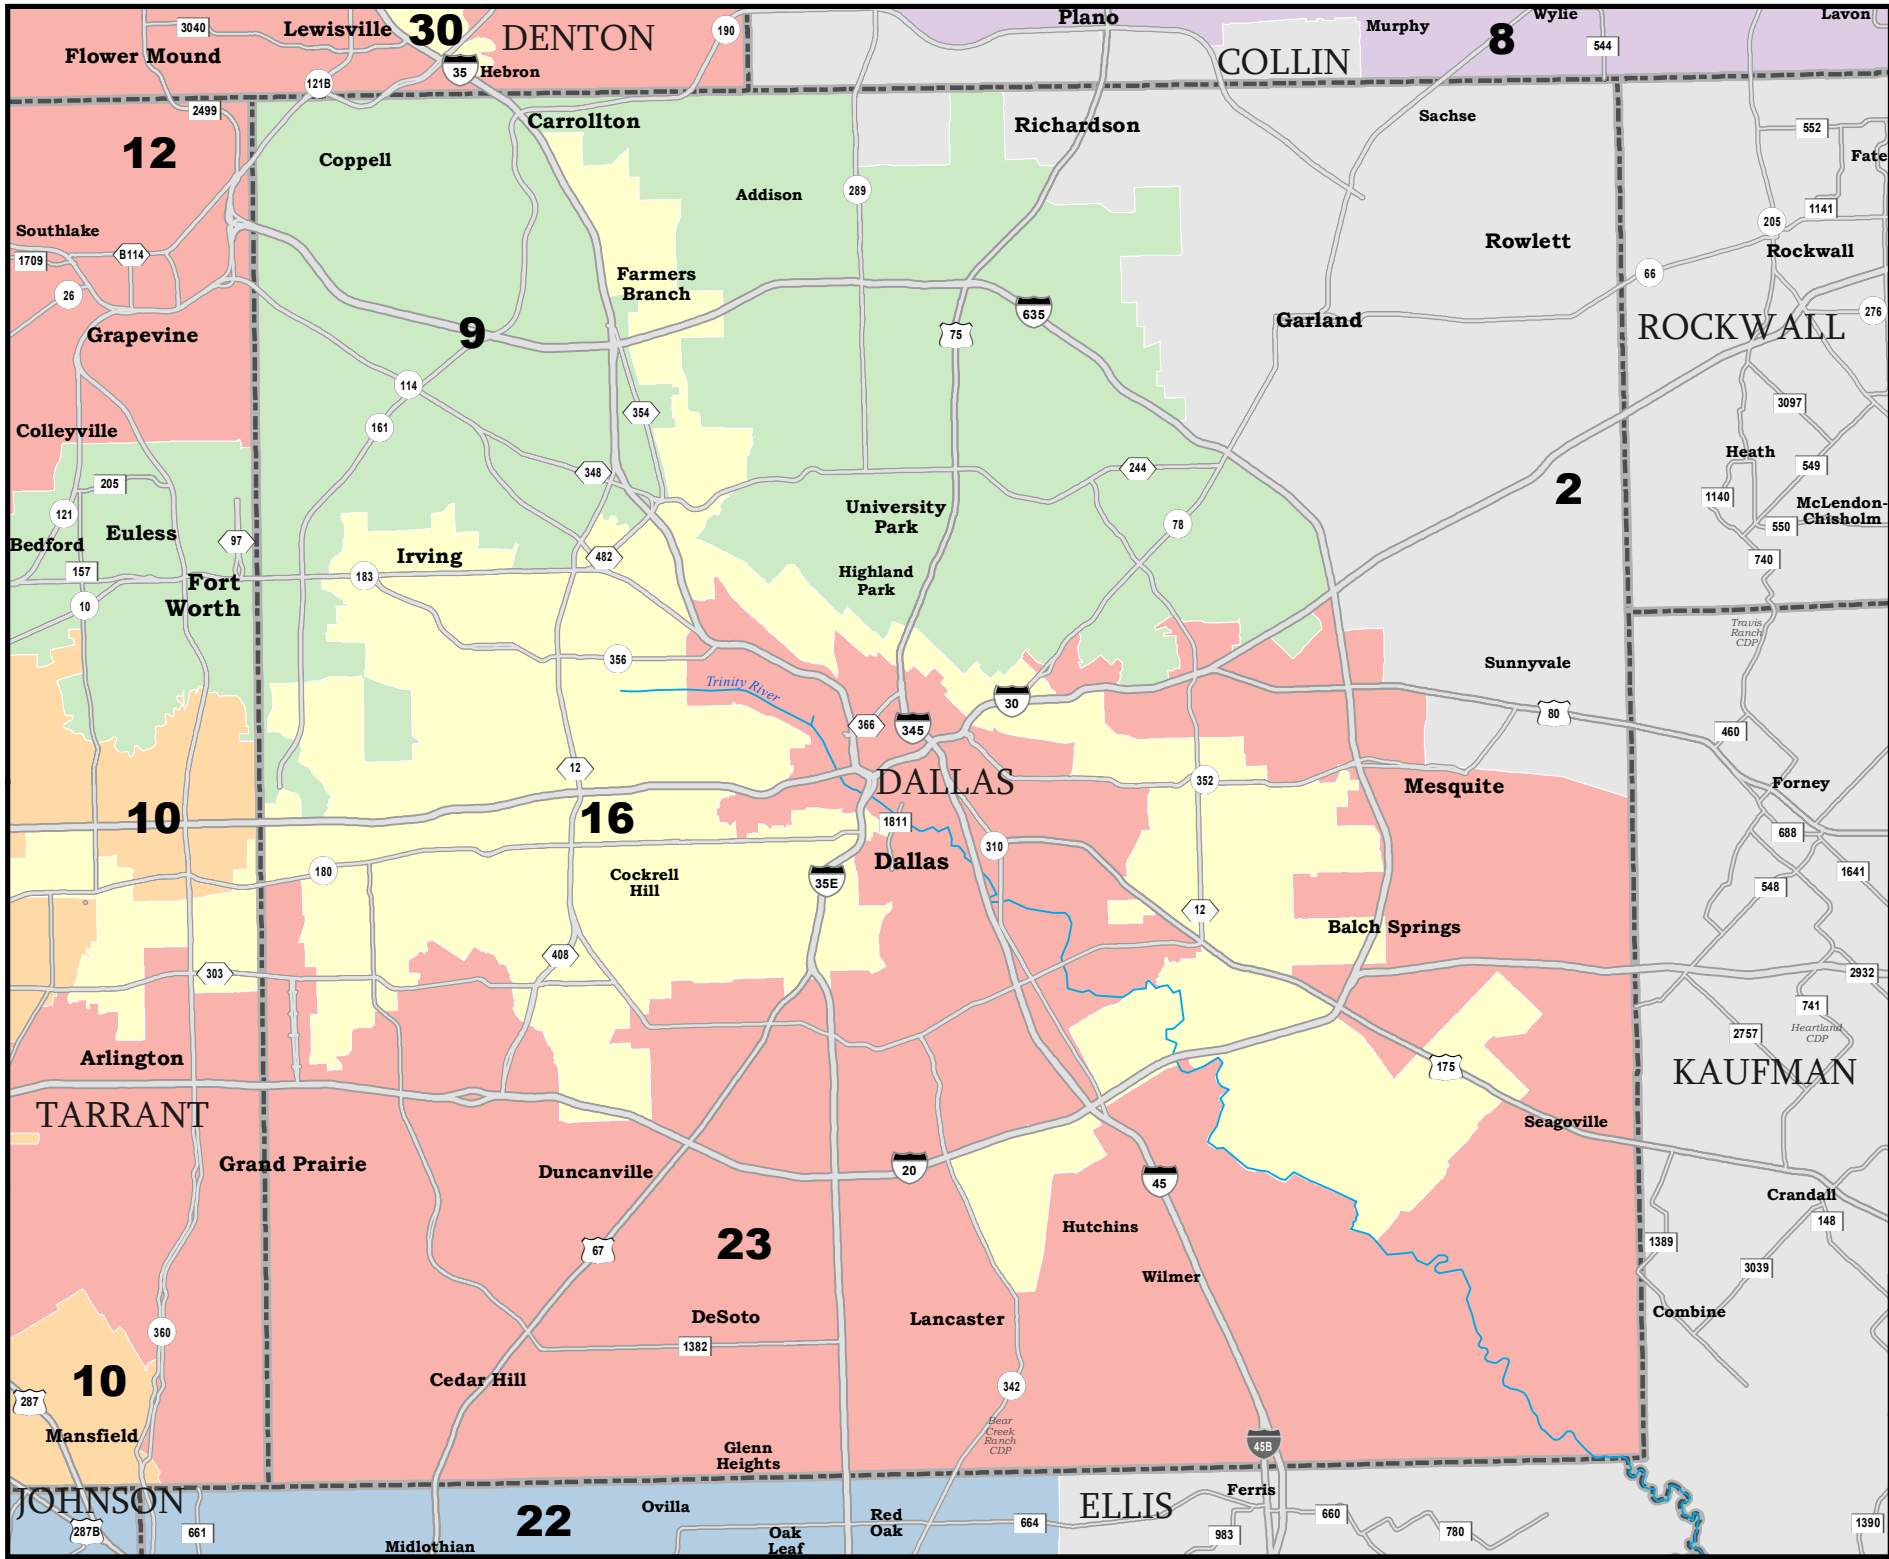 3040
Lewisville
30
DENTON
190
Plano
Murphy
8
Wylie
544
Lavon
Flower Mound
COLLIN
35
Hebron
121B
2499
Carrollton
Richardson
Sachse
552
12
Coppell
Fate
Addison
289
1141
Southlake
205
1709
B114
Rowlett
Rockwall
26
Farmers
Branch
66
Grapevine
9
635
75
Garland
ROCKWALL
276
114
354
3097
161
Colleyville
348
244
Heath
549
205
2
1140
121
Euless
University
Park
78
McLendon-
Chisholm
550
Bedford
97
Irving
482
740
157
183
Highland
Park
Fort
Worth
10
Travis
Ranch
CDP
356
Sunnyvale
Trinity River
30
366
345
80
460
12
DALLAS
352
Mesquite
Forney
10
16
1811
688
310
180
Cockrell
Hill
35E
Dallas
1641
548
12
Balch Springs
408
303
2932
741
2757
Heartland
CDP
Arlington
175
KAUFMAN
TARRANT
Seagoville
Grand Prairie
Duncanville
20
45
Crandall
148
Hutchins
23
67
1389
Wilmer
3039
DeSoto
Lancaster
Combine
360
1382
10
Cedar Hill
342
287
Bear
Creek
Ranch
CDP
Mansfield
Glenn
Heights
45B
JOHNSON
Ovilla
ELLIS
Ferris
22
Red
Oak
664
660
287B
661
Oak
Leaf
983
780
1390
Midlothian